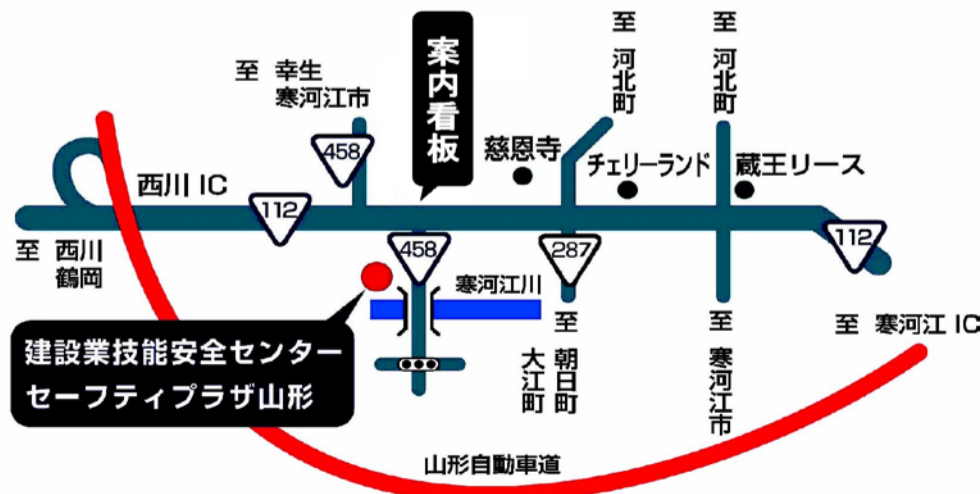 案内看板
至 幸生
寒河江市
至 河北町
至 河北町
458
慈恩寺
チェリーランド
蔵王リース
西川 IC
112
至 西川
鶴岡
458
287
112
寒河江川
至 寒河江 IC
至 朝日町
大江町
至 寒河江市
建設業技能安全センター
セーフティプラザ山形
山形自動車道